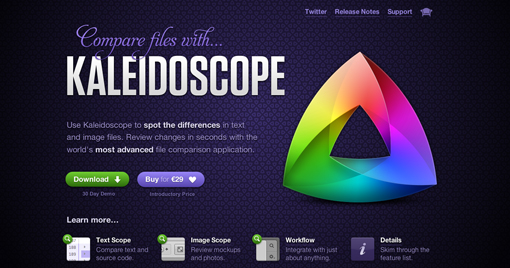 Twitter Release Notes Support
Compare files with...
KALEIDOSCOPE
Use Kaleidoscope to spot the differences in text
and image files. Review changes in seconds with the
world's most advanced file comparison application.
Download
Buy for €29
30 Day Demo
Introductory Price
Learn more...
Text Scope
Compare text and
source code.
Image Scope
Review mockups
and photos.
Workflow
Integrate with just
about anything.
Details
Skim through the
feature list.